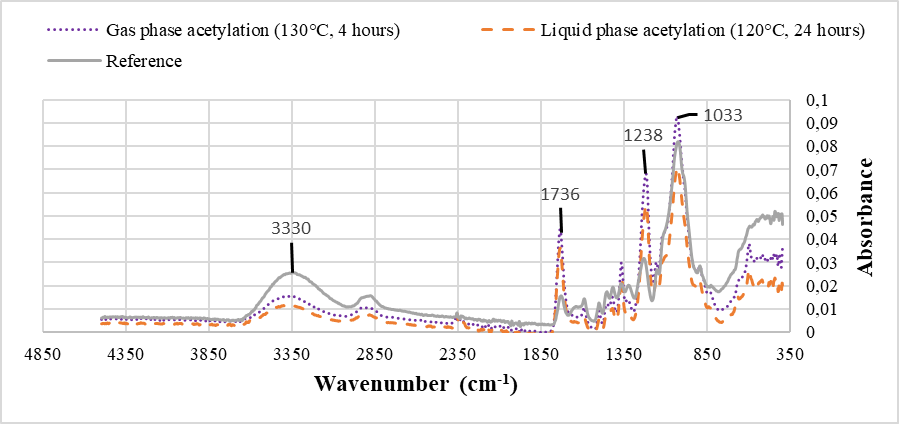 Gas phase acetylation (130°C, 4 hours)
Liquid phase acetylation (120°C, 24 hours)
Reference
0,1
0,09
0,08
0,07
0,06
0,05
0,04
0,03
0,02
0,01
0
Absorbance
3330
1736
1238
1033
4850 4350 3850 3350 2850 2350 1850 1350 850 350
Wavenumber (cm-1)